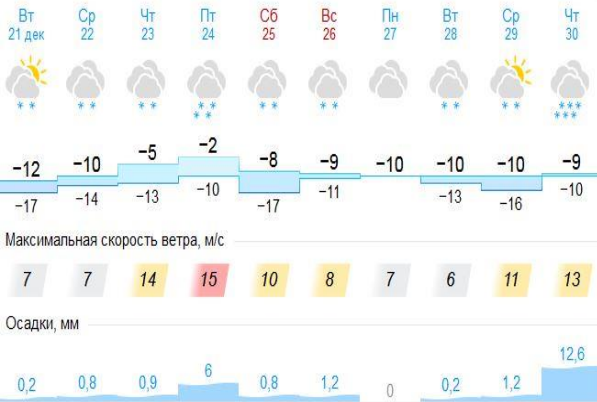 Вт Ср Чт Пт Сб Вс Пн Вт Ср Чт
21 дек 22 23 24 25 26 27 28 29 30
−12 −10 −5 −2 −8 −9 −10 −10 −10 −9
−17 −14 −13 −10 −17 −11 −13 −16 −10
Максимальная скорость ветра, м/с
7 7 14 15 10 8 7 6 11 13
Осадки, мм
0,2 0,8 0,9 6 0,8 1,2 0 0,2 1,2 12,6